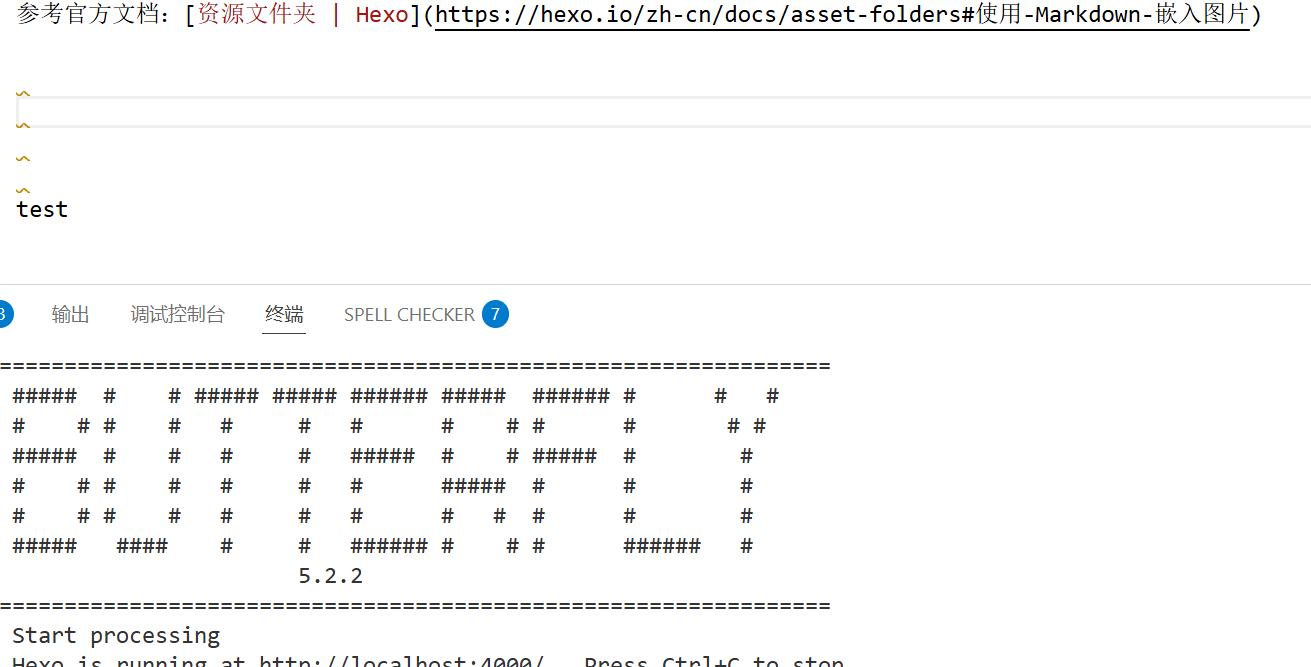 参考官方文档：[资源文件夹 | Hexo](https://hexo.io/zh-cn/docs/asset-folders#使用-Markdown-嵌入图片)
test
3 输出 调试控制台 终端 SPELL CHECKER 7
================================================================
BUTTERFLY
5.2.2
================================================================
Start processing
Hexo is running at http://localhost:4000/ . Press Ctrl+C to stop